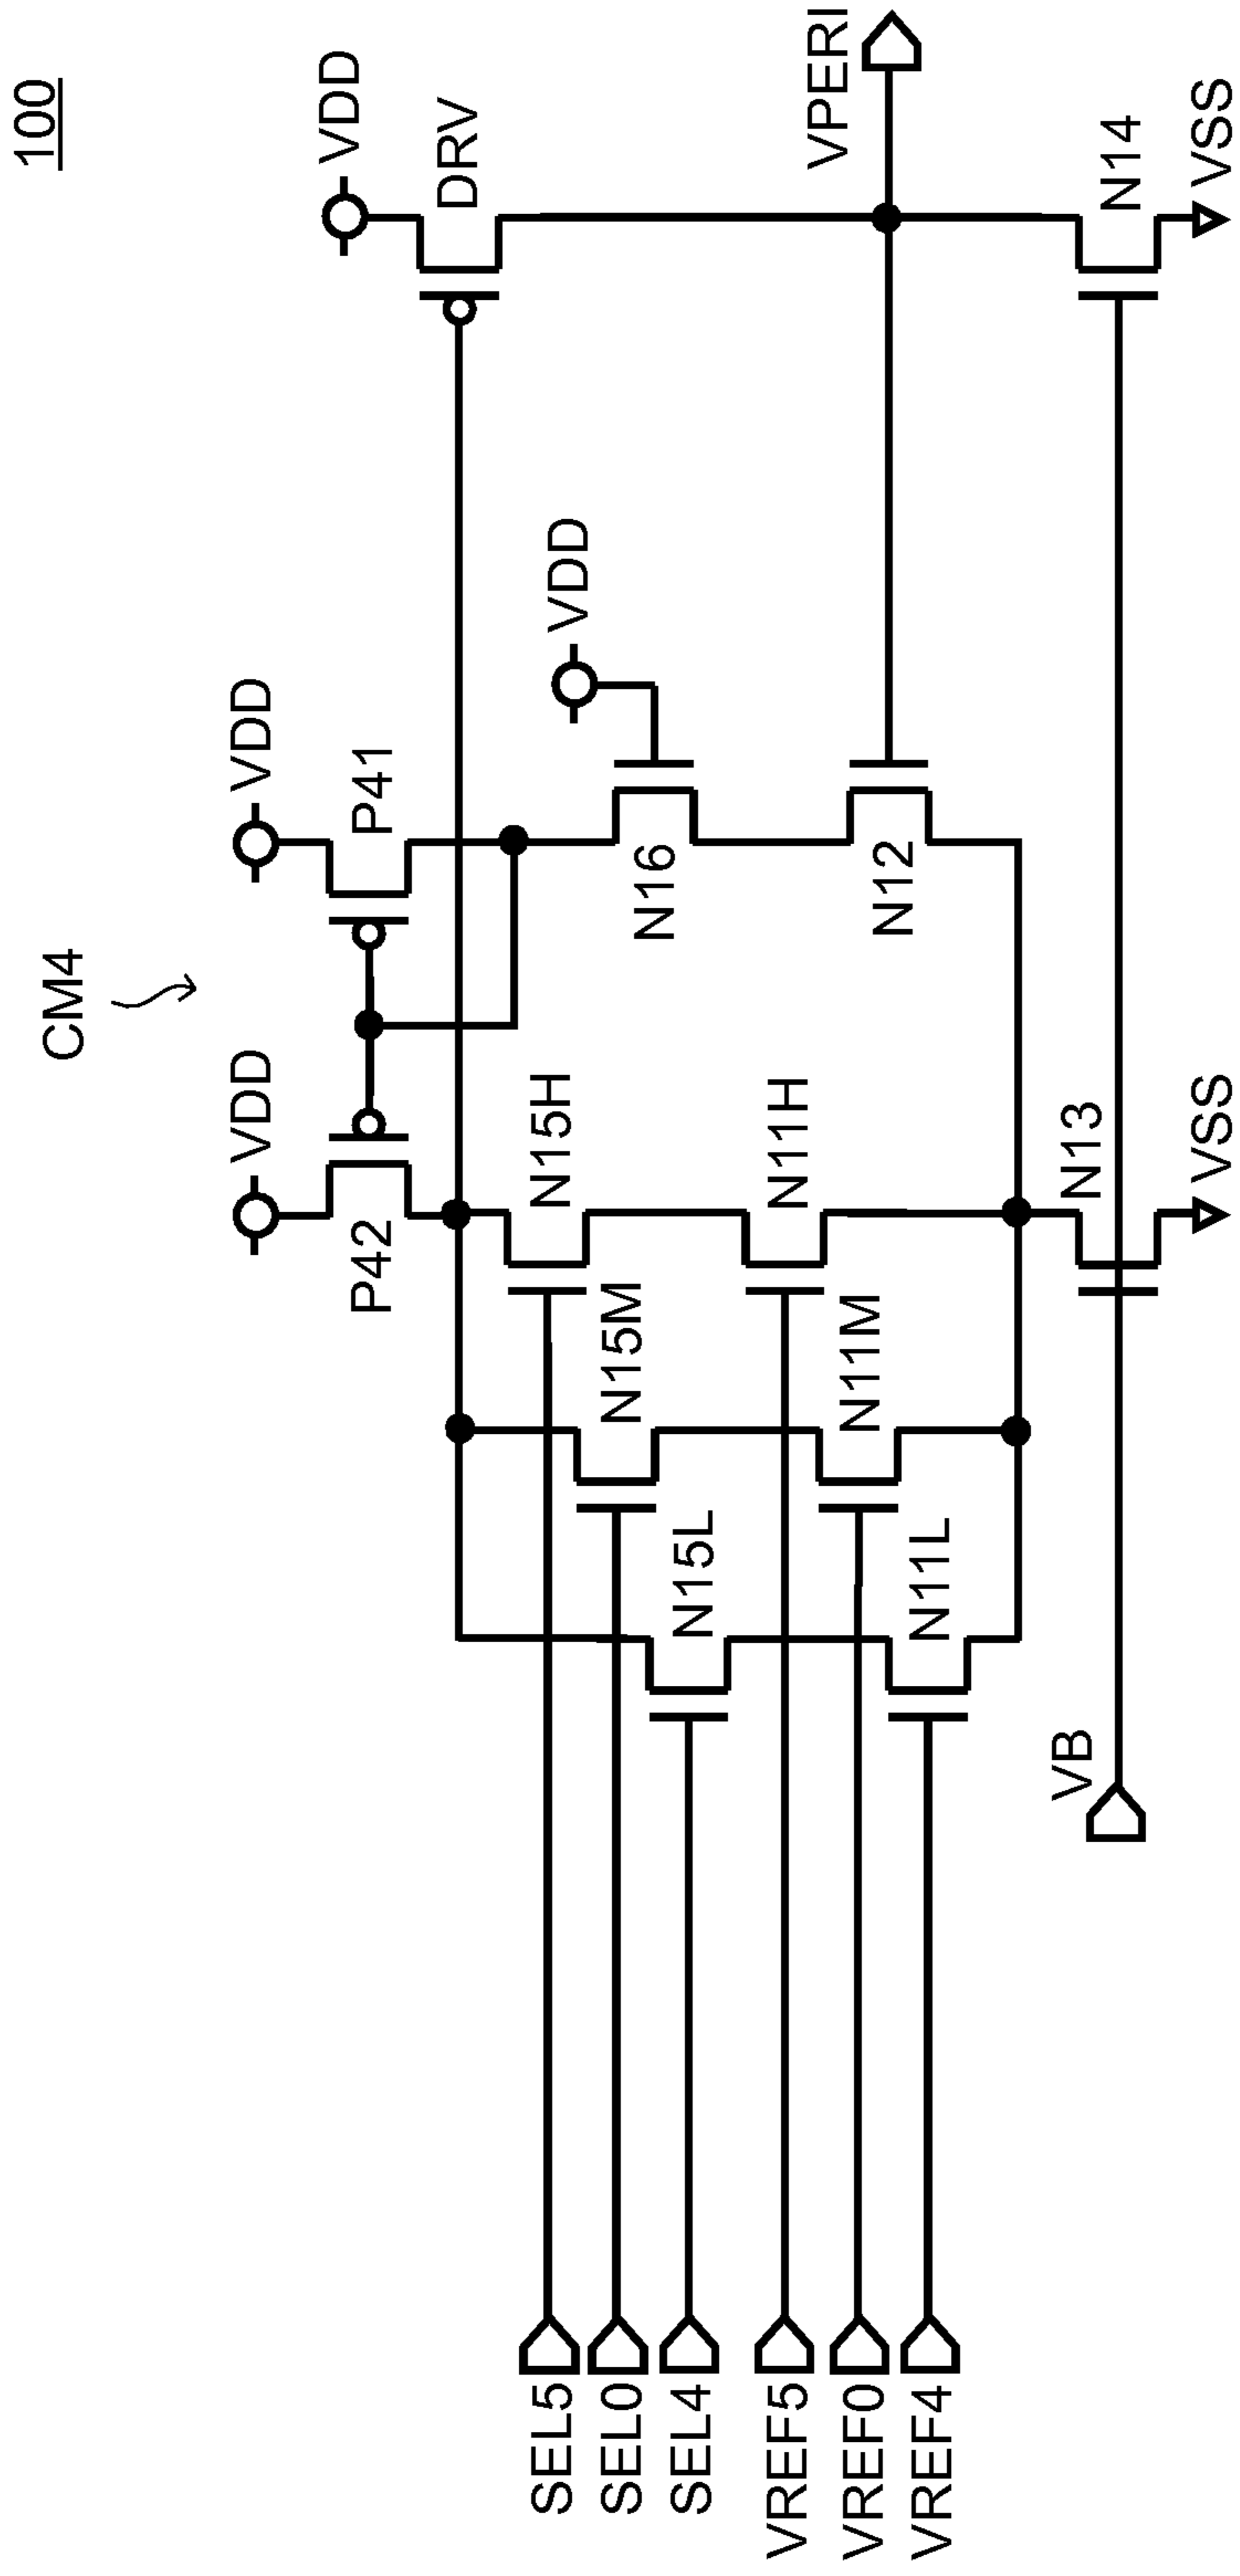 100
CM4
VDD
VDD
VDD
P42
P41
DRV
VDD
SEL5
SEL0
SEL4
N15H
N15M
N15L
N16
VREF5
VREF0
VREF4
N11H
N11M
N11L
N12
VPERI
VB
N13
N14
VSS
VSS